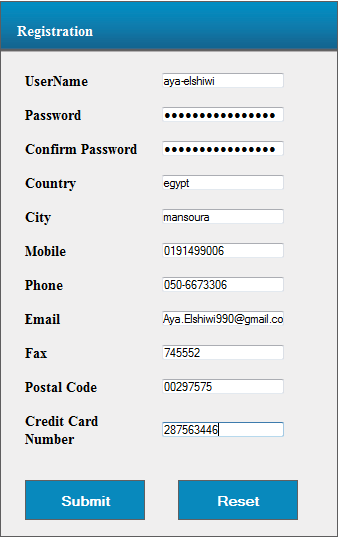 Registration
UserName aya-elshiwi
Password ●●●●●●●●●●●●●●●●
Confirm Password ●●●●●●●●●●●●●●●●
Country egypt
City mansoura
Mobile 0191499006
Phone 050-6673306
Email Aya.Elshiwi990@gmail.co
Fax 745552
Postal Code 00297575
Credit Card
Number 287563446
Submit Reset